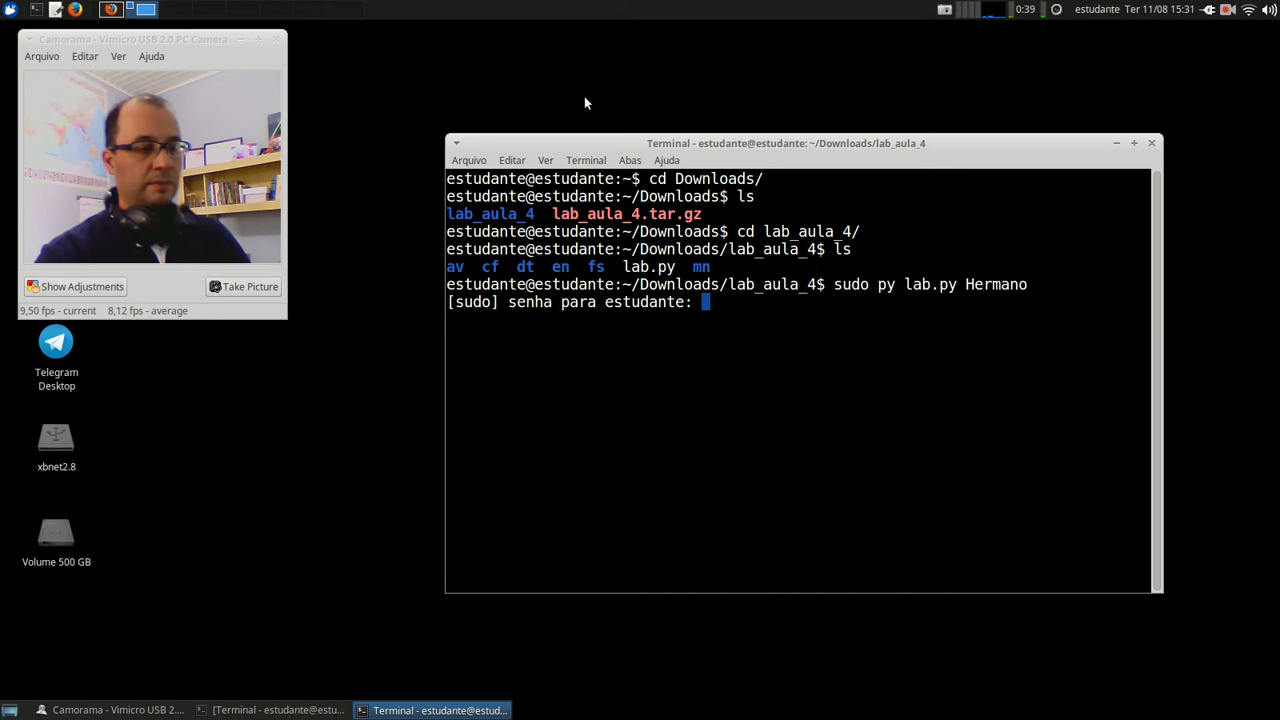 0:39
estudante
Ter 11/08 15:31
Camorama - Vimicro USB 2.0 PC Camera
Arquivo Editar Ver Ajuda
Show Adjustments
Take Picture
9,50 fps - current 8,12 fps - average
Telegram
Desktop
xbnet2.8
Volume 500 GB
Terminal - estudante@estudante: ~/Downloads/lab_aula_4
Arquivo Editar Ver Terminal Abas Ajuda
estudante@estudante:~$ cd Downloads/
estudante@estudante:~/Downloads$ ls
lab_aula_4 lab_aula_4.tar.gz
estudante@estudante:~/Downloads$ cd lab_aula_4/
estudante@estudante:~/Downloads/lab_aula_4$ ls
av cf dt en fs lab.py mn
estudante@estudante:~/Downloads/lab_aula_4$ sudo py lab.py Hermano
[sudo] senha para estudante:
Camorama - Vimicro USB 2....
[Terminal - estudante@estu...
Terminal - estudante@estud...